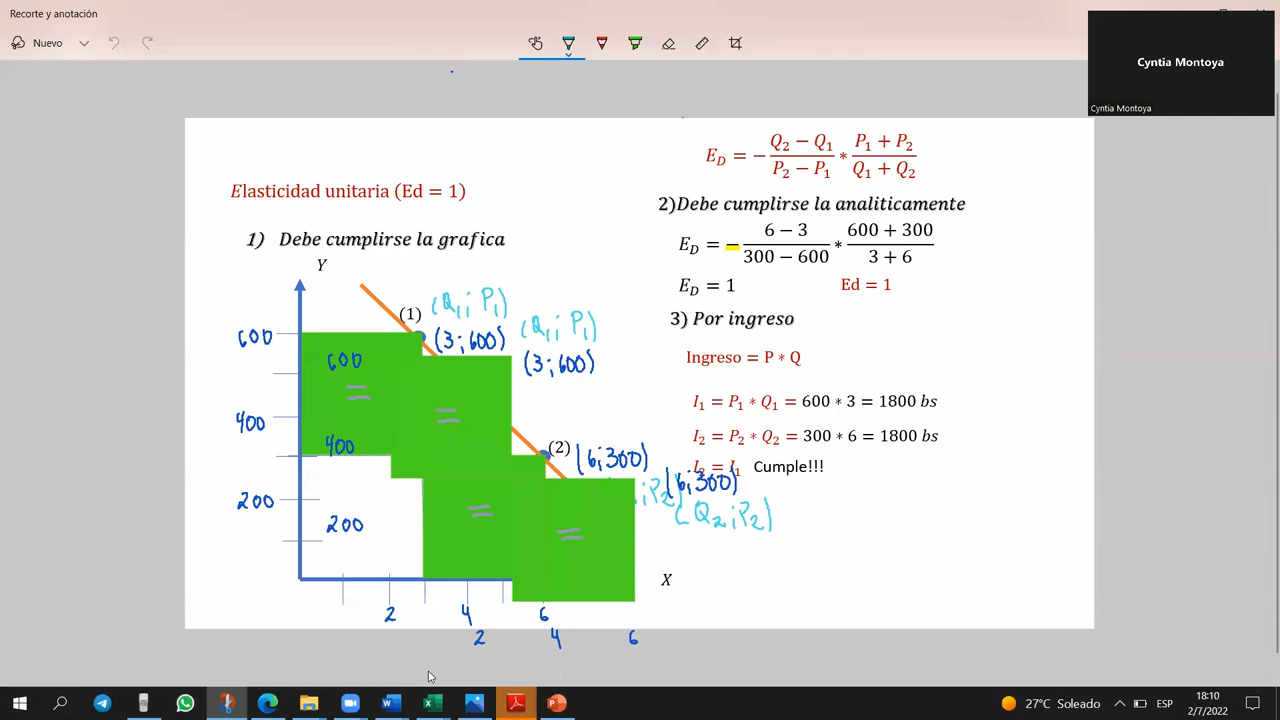 Recorte y anotación
Nuevo
Cyntia Montoya
Cyntia Montoya
Elasticidad unitaria (Ed = 1)
1) Debe cumplirse la grafica
Y
(1)
(Q₁; P₁)
(3; 600)
(Q₁; P₁)
(3; 600)
600
600
400
400
200
200
(2)
(6; 300)
(6; 300)
; P₂)
(Q₂; P₂)
X
2 4 6
2 4 6
E_D = − (Q₂ − Q₁)/(P₂ − P₁) ∗ (P₁ + P₂)/(Q₁ + Q₂)
2)Debe cumplirse la analiticamente
E_D = − (6 − 3)/(300 − 600) ∗ (600 + 300)/(3 + 6)
E_D = 1 Ed = 1
3) Por ingreso
Ingreso = P ∗ Q
I₁ = P₁ ∗ Q₁ = 600 ∗ 3 = 1800 bs
I₂ = P₂ ∗ Q₂ = 300 ∗ 6 = 1800 bs
I₂ = I₁ Cumple!!!
27°C Soleado
ESP
18:10
2/7/2022